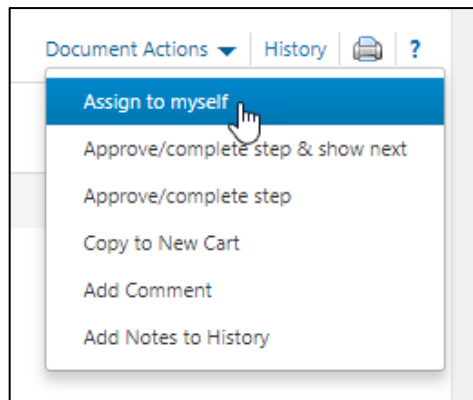 Document Actions History ?
Assign to myself
Approve/complete step & show next
Approve/complete step
Copy to New Cart
Add Comment
Add Notes to History